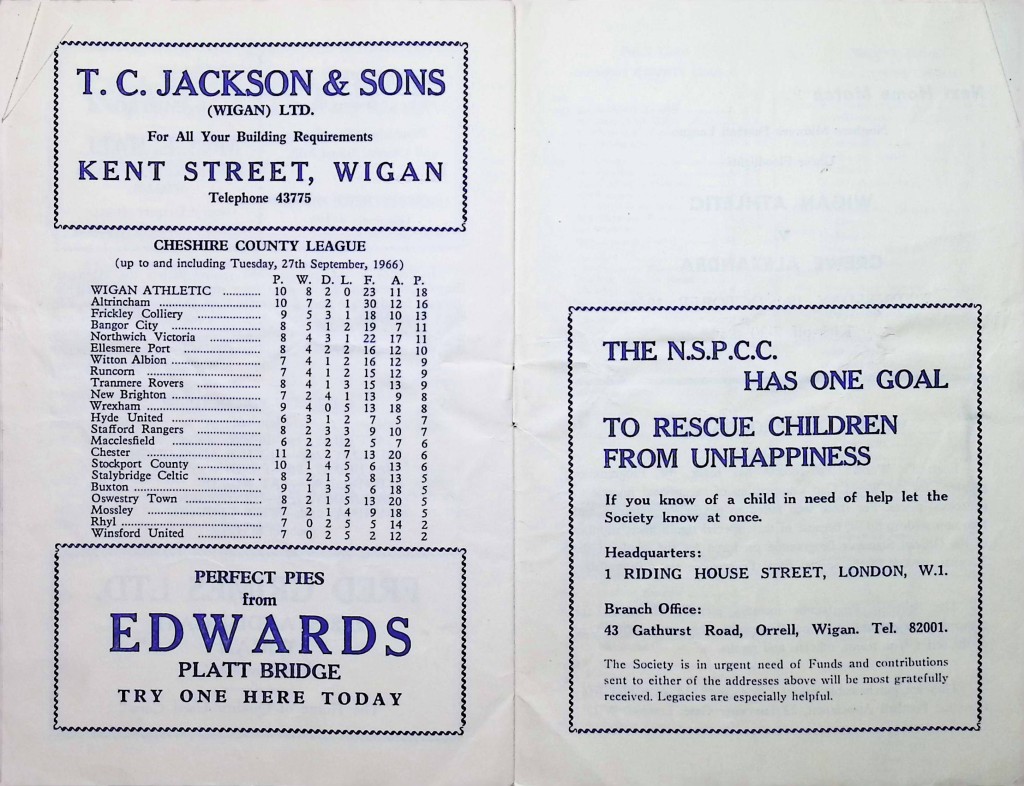 T. C. JACKSON & SONS
(WIGAN) LTD.
For All Your Building Requirements
KENT STREET, WIGAN
Telephone 43775
CHESHIRE COUNTY LEAGUE
(up to and including Tuesday, 27th September, 1966)
P. W. D. L. F. A. P.
WIGAN ATHLETIC ........... 10 8 2 0 23 11 18
Altrincham ........... 10 7 2 1 30 12 16
Frickley Colliery ........... 9 5 3 1 18 10 13
Bangor City ........... 8 5 1 2 19 7 11
Northwich Victoria ........... 8 4 3 1 22 17 11
Ellesmere Port ........... 8 4 2 2 16 12 10
Witton Albion ........... 7 4 1 2 16 12 9
Runcorn ........... 7 4 1 2 15 12 9
Tranmere Rovers ........... 8 4 1 3 15 13 9
New Brighton ........... 7 2 4 1 13 9 8
Wrexham ........... 9 4 0 5 13 18 8
Hyde United ........... 6 3 1 2 7 5 7
Stafford Rangers ........... 8 2 3 3 9 10 7
Macclesfield ........... 6 2 2 2 5 7 6
Chester ........... 11 2 2 7 13 20 6
Stockport County ........... 10 1 4 5 6 13 6
Stalybridge Celtic ........... 8 2 1 5 8 13 5
Buxton ........... 9 1 3 5 6 18 5
Oswestry Town ........... 8 2 1 5 13 20 5
Mossley ........... 7 2 1 4 9 18 5
Rhyl ........... 7 0 2 5 5 14 2
Winsford United ........... 7 0 2 5 2 12 2
PERFECT PIES
from
EDWARDS
PLATT BRIDGE
TRY ONE HERE TODAY
THE N.S.P.C.C.
HAS ONE GOAL
TO RESCUE CHILDREN
FROM UNHAPPINESS
If you know of a child in need of help let the
Society know at once.
Headquarters:
1 RIDING HOUSE STREET, LONDON, W.1.
Branch Office:
43 Gathurst Road, Orrell, Wigan. Tel. 82001.
The Society is in urgent need of Funds and contributions
sent to either of the addresses above will be most gratefully
received. Legacies are especially helpful.